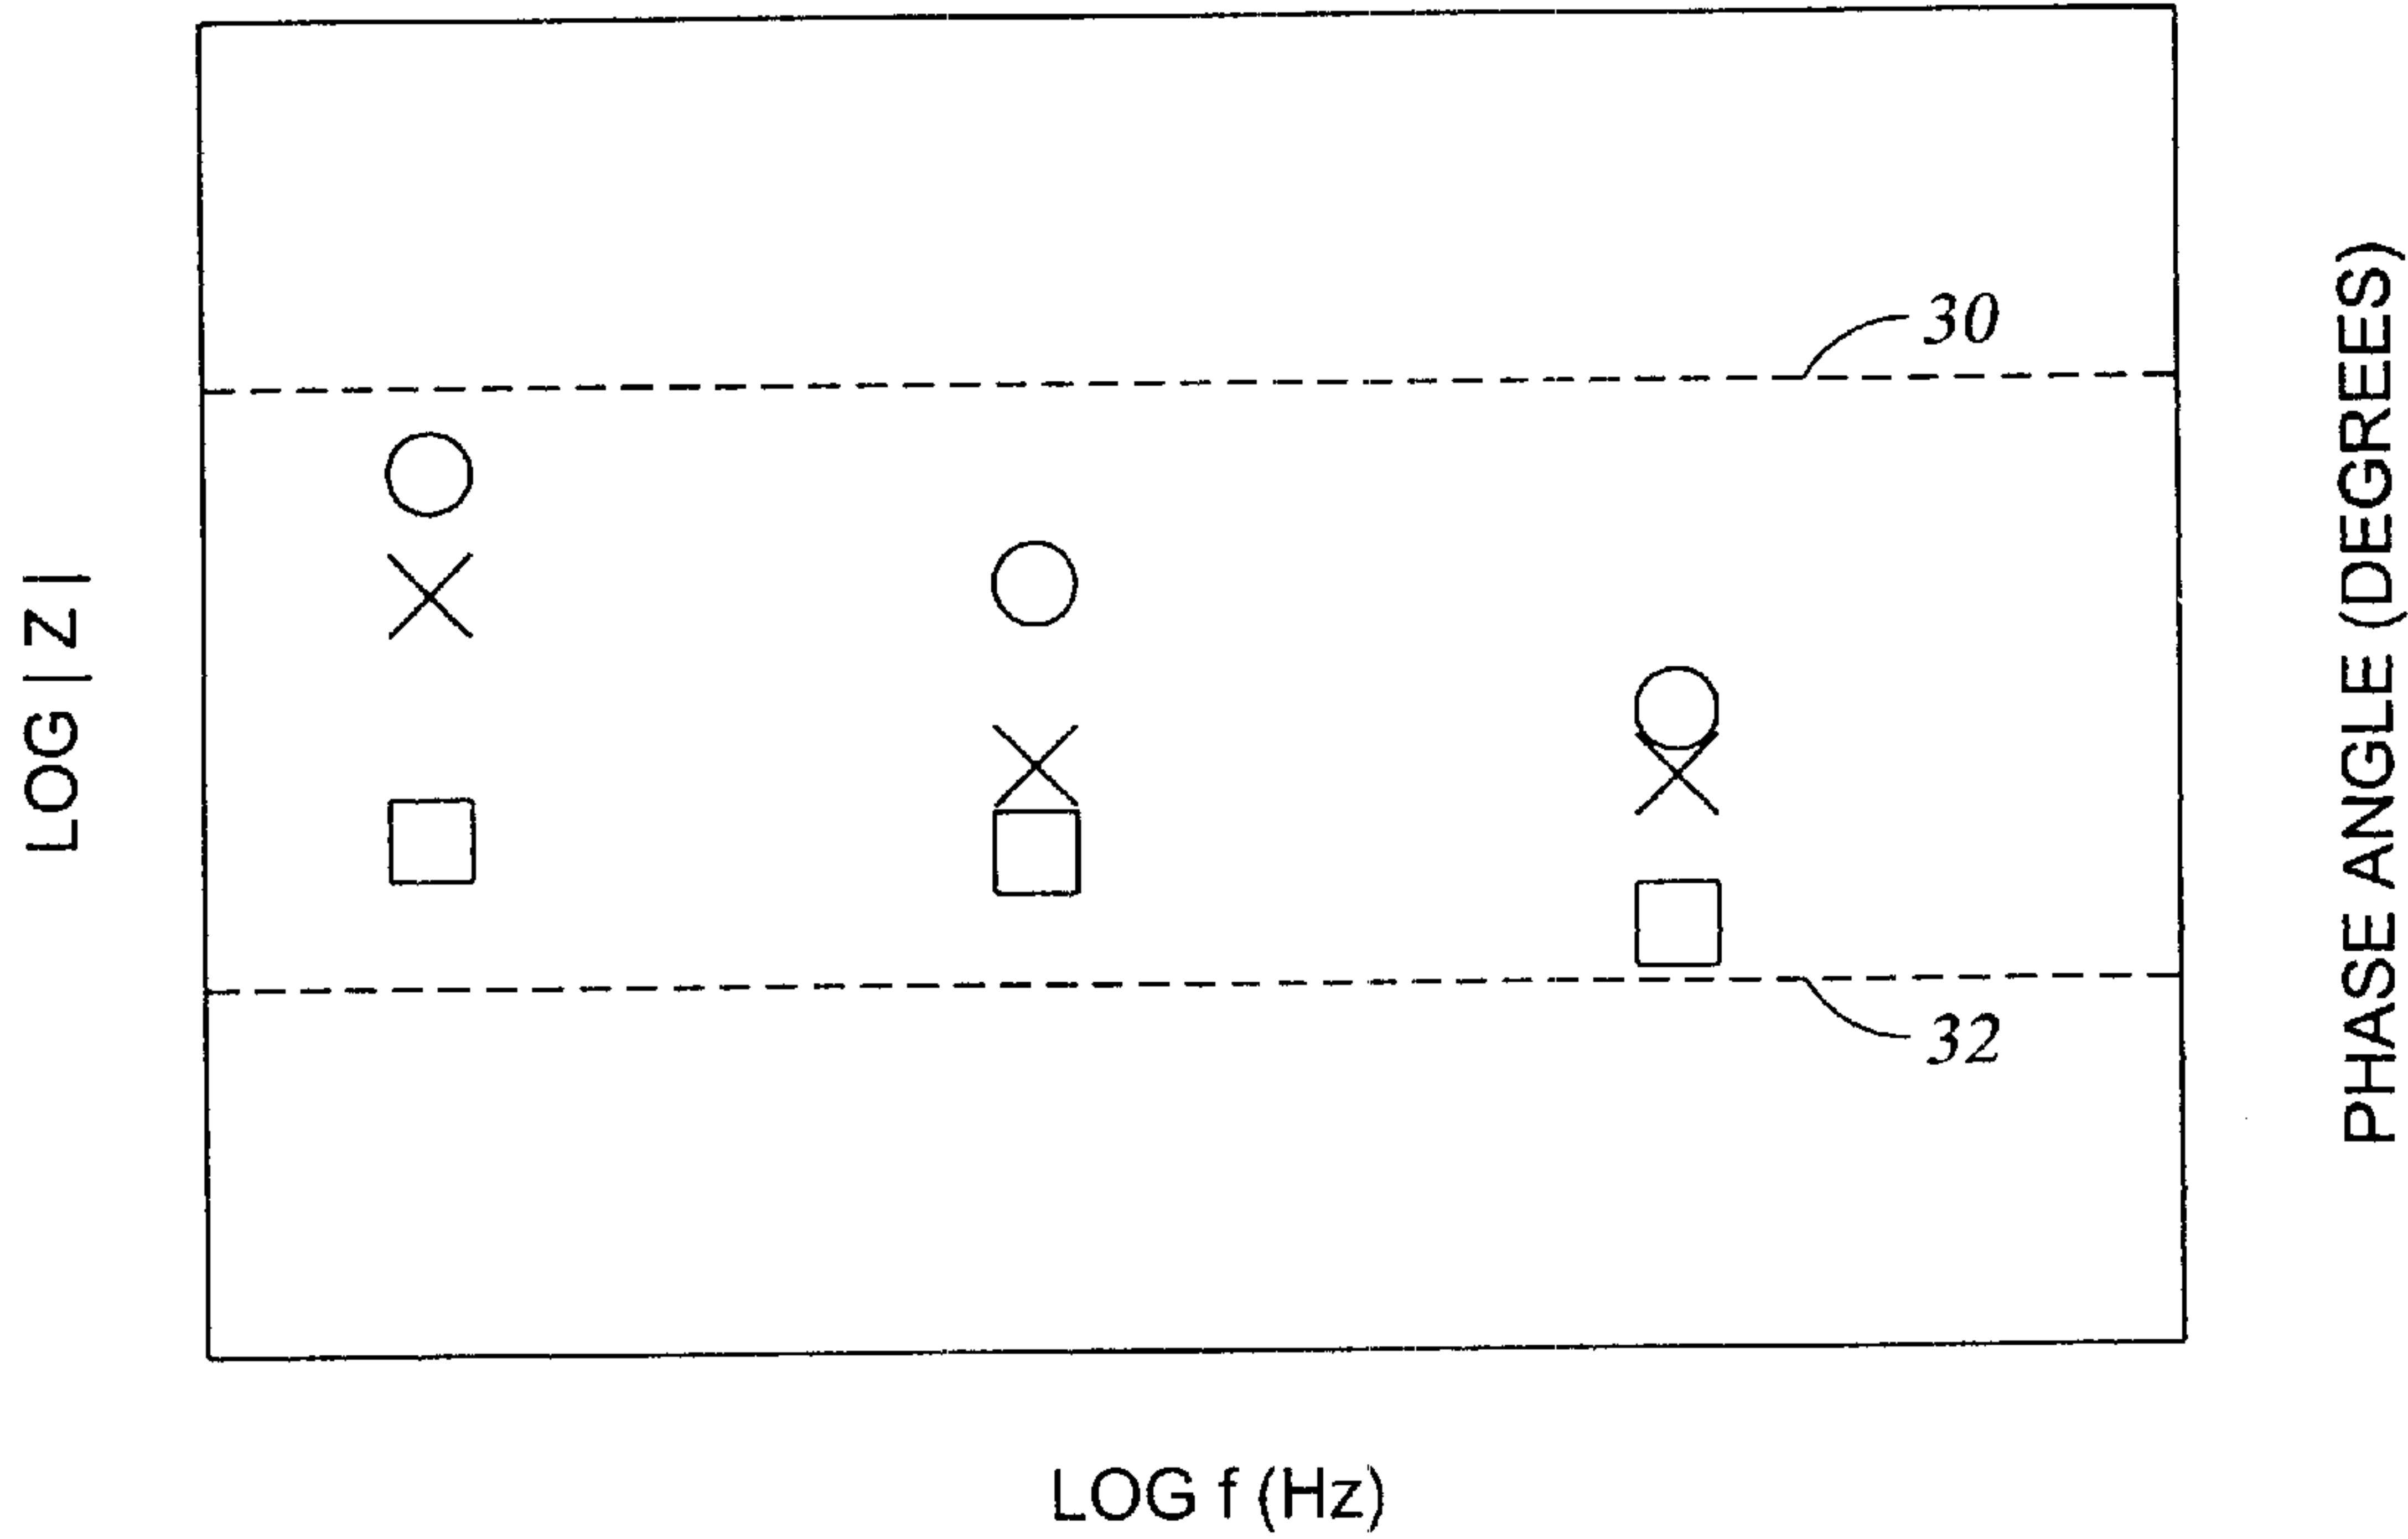 LOG | Z |
30
32
PHASE ANGLE (DEGREES)
LOG f (Hz)